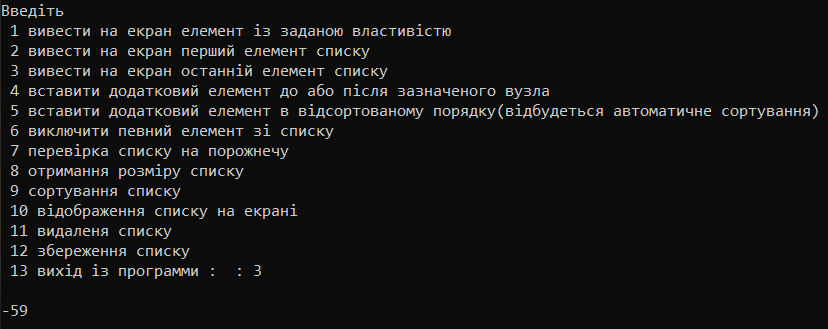 Введіть
1 вивести на екран елемент із заданою властивістю
2 вивести на екран перший елемент списку
3 вивести на екран останній елемент списку
4 вставити додатковий елемент до або після зазначеного вузла
5 вставити додатковий елемент в відсортованому порядку(відбудеться автоматичне сортування)
6 виключити певний елемент зі списку
7 перевірка списку на порожнечу
8 отримання розміру списку
9 сортування списку
10 відображення списку на екрані
11 видаленя списку
12 збереження списку
13 вихід із программи :  : 3
-59